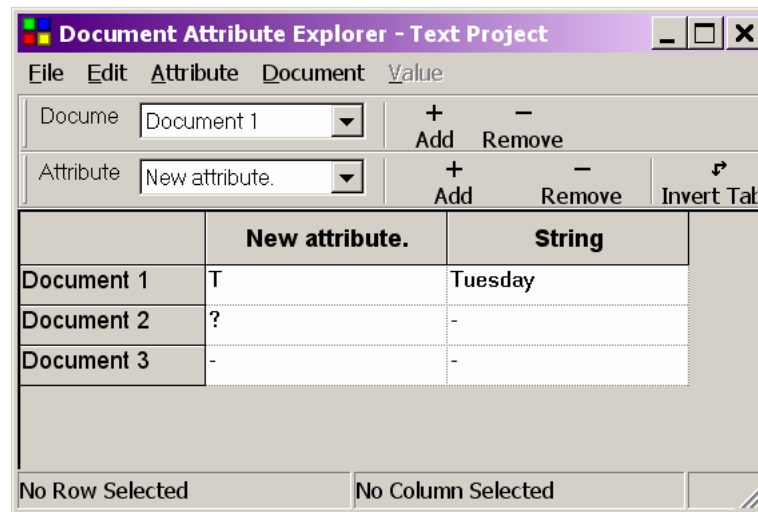 Document Attribute Explorer - Text Project
File Edit Attribute Document Value
Docume Document 1 + Add − Remove
Attribute New attribute. + Add − Remove Invert Tab
New attribute. String
Document 1 T Tuesday
Document 2 ? -
Document 3 - -
No Row Selected No Column Selected